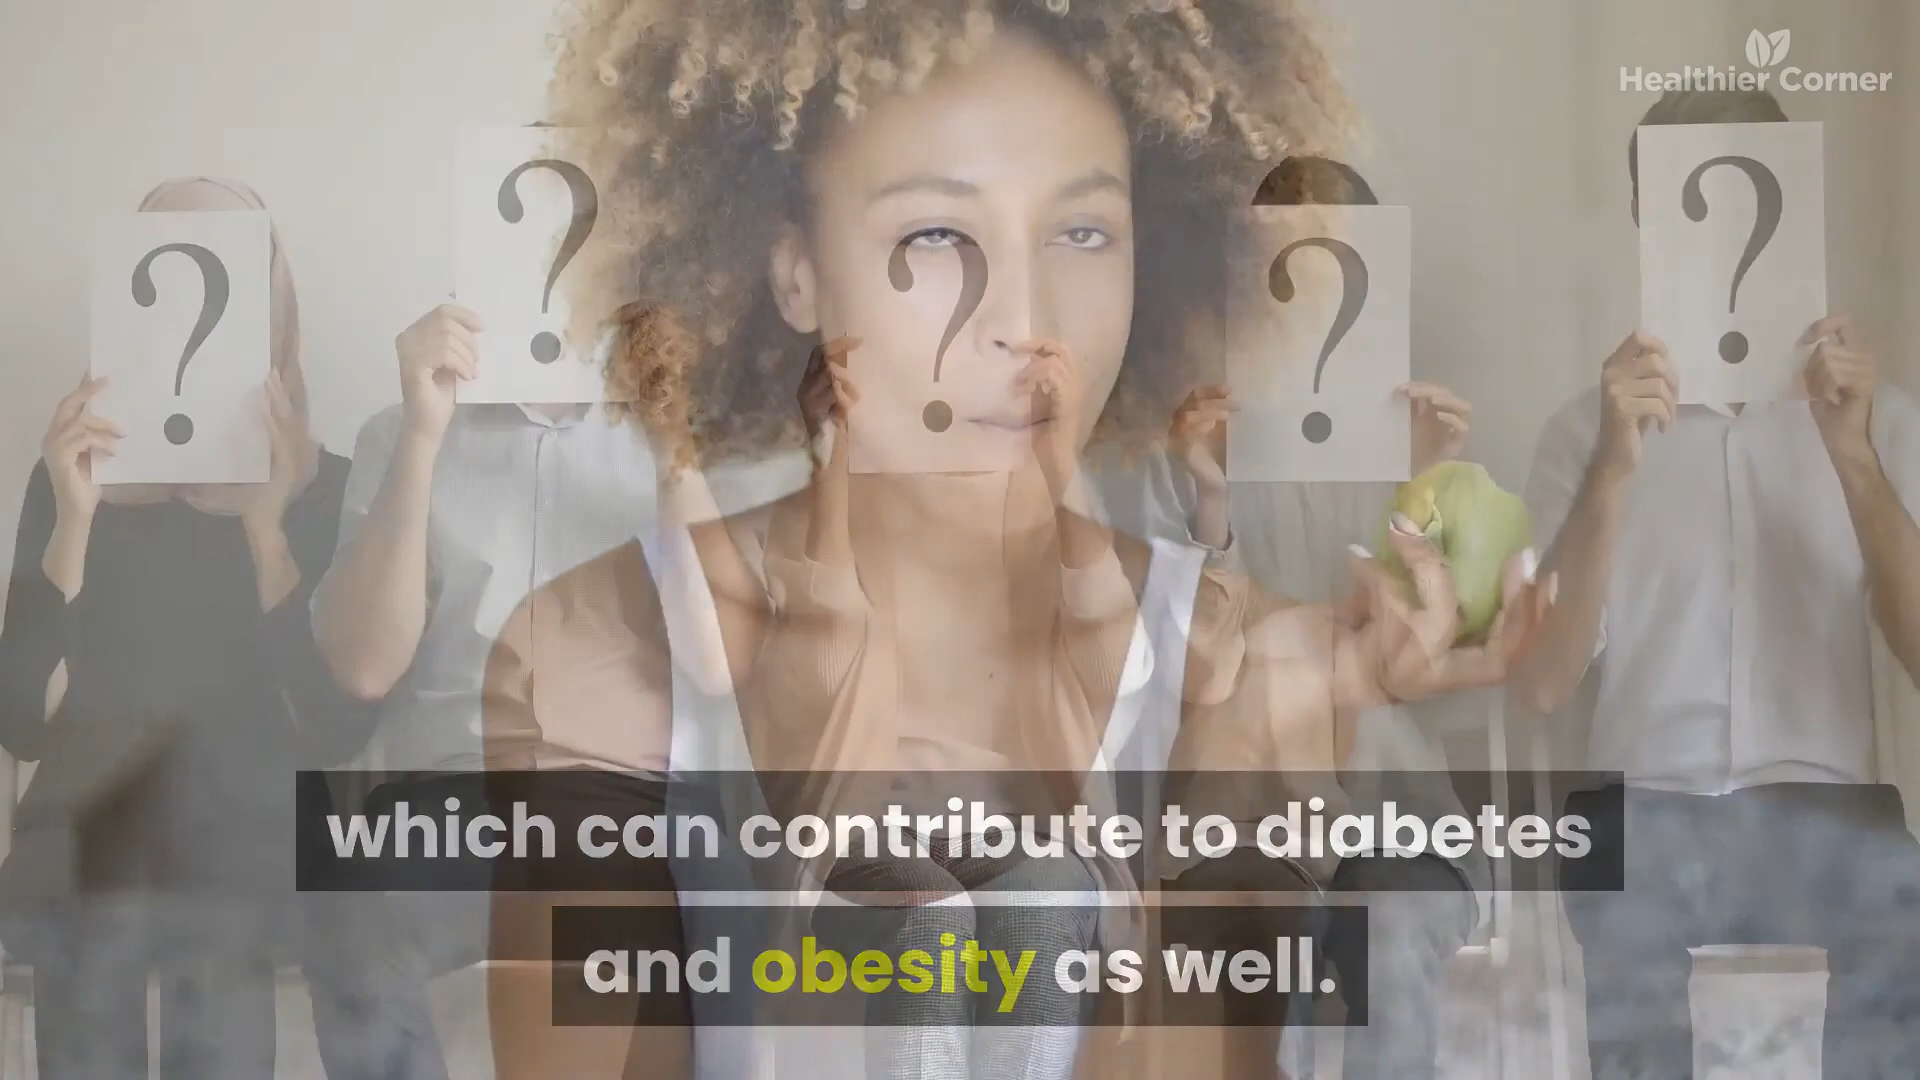 Healthier Corner
? ? ? ? ?
which can contribute to diabetes
and obesity as well.